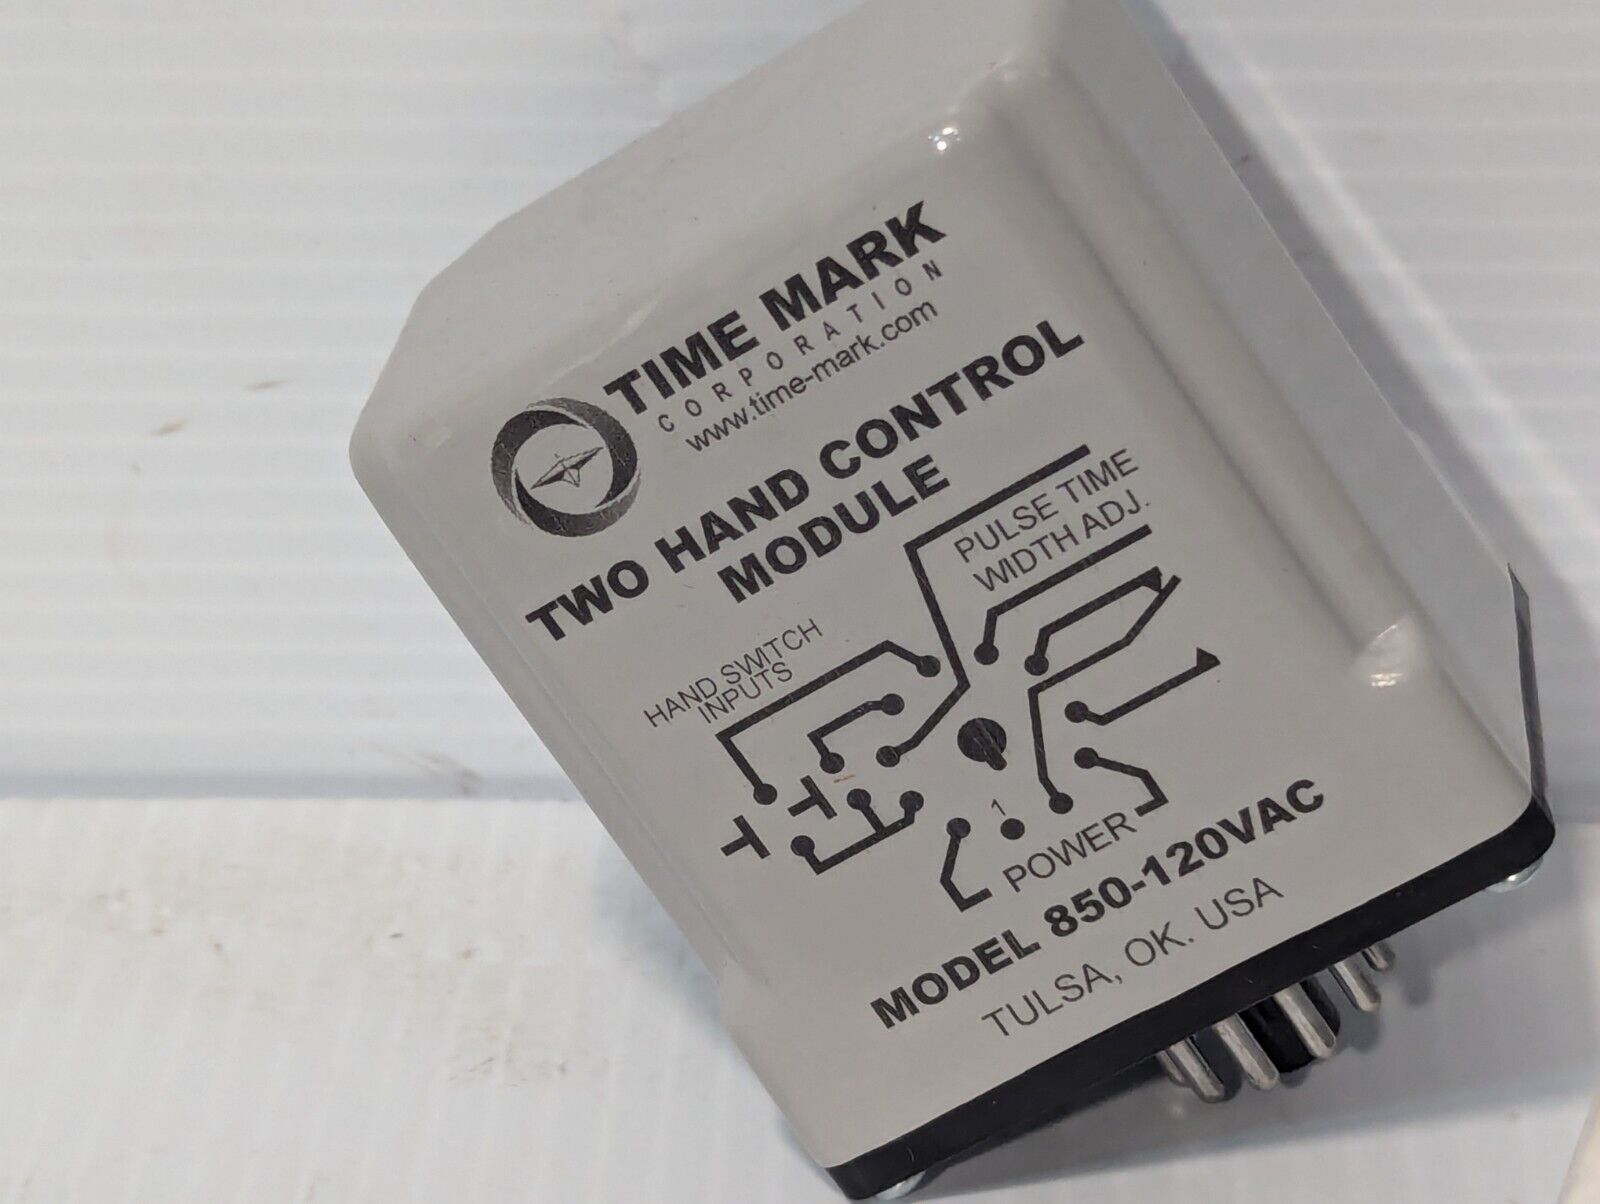 TIME MARK
CORPORATION
www.time-mark.com
TWO HAND CONTROL
MODULE
PULSE TIME
WIDTH ADJ.
HAND SWITCH
INPUTS
1
POWER
MODEL 850-120VAC
TULSA, OK. USA